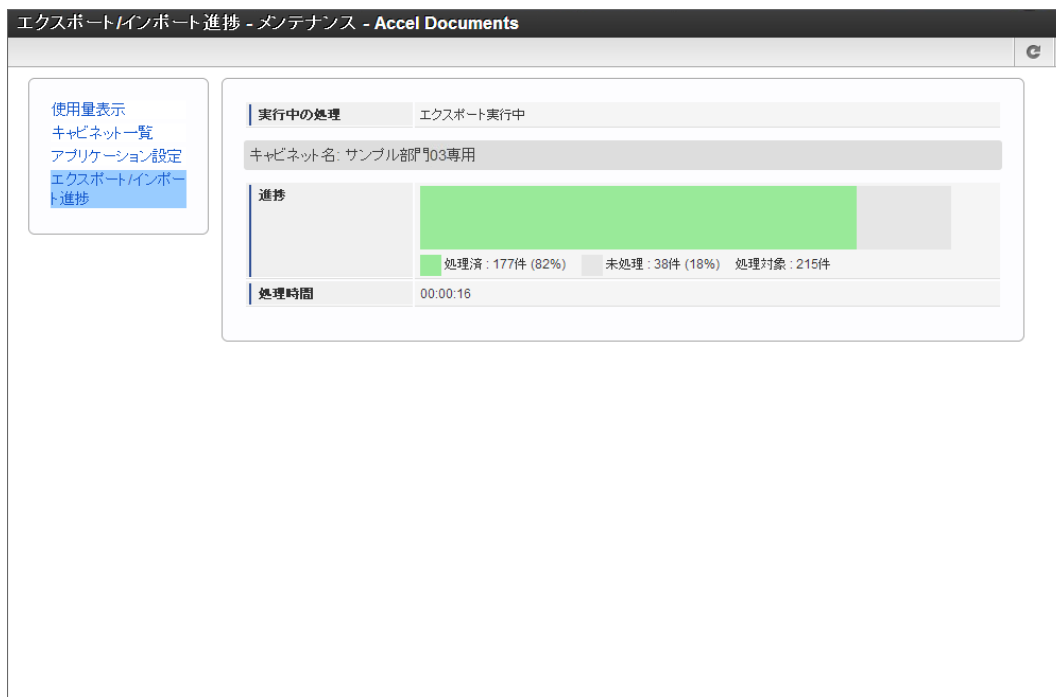 エクスポート/インポート進捗 - メンテナンス - Accel Documents
使用量表示
キャビネット一覧
アプリケーション設定
エクスポート/インポー
ト進捗
実行中の処理 エクスポート実行中
キャビネット名: サンプル部門03専用
進捗
処理済 : 177件 (82%) 未処理 : 38件 (18%) 処理対象 : 215件
処理時間 00:00:16